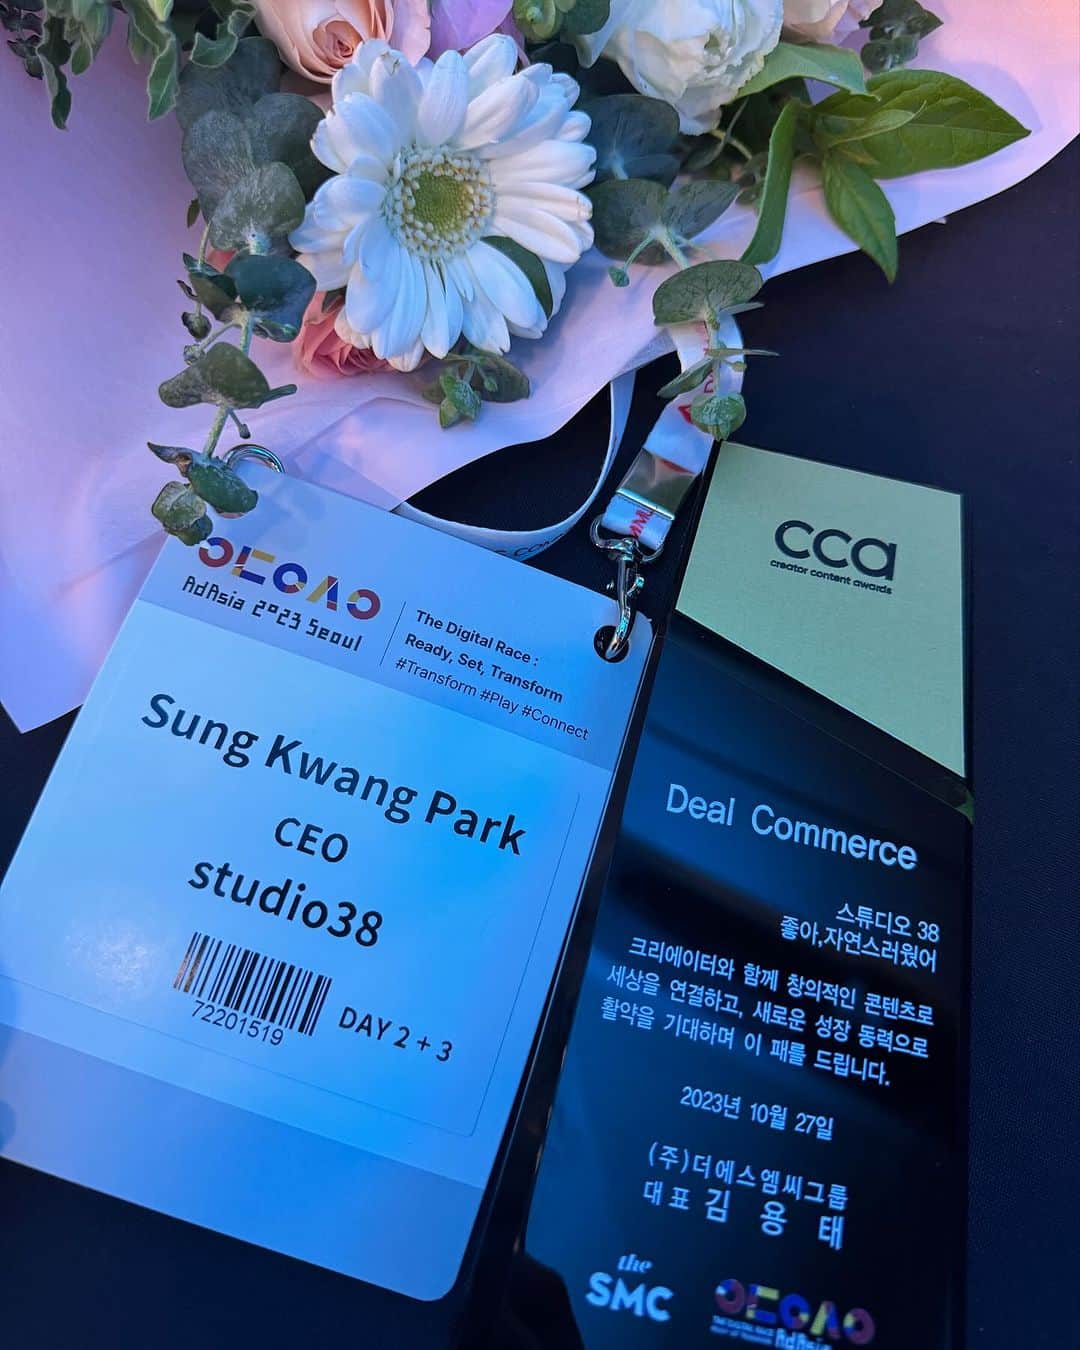 AdAsia 2023 Seoul
The Digital Race :
Ready, Set, Transform
#Transform #Play #Connect
Sung Kwang Park
CEO
studio38
72201519
DAY 2 + 3
cca
creator content awards
Deal Commerce
스튜디오 38
좋아,자연스러웠어
크리에이터와 함께 창의적인 콘텐츠로
세상을 연결하고, 새로운 성장 동력으로
활약을 기대하며 이 패를 드립니다.
2023년 10월 27일
(주)더에스엠씨그룹
대표 김 용 태
the
SMC
AdAsia